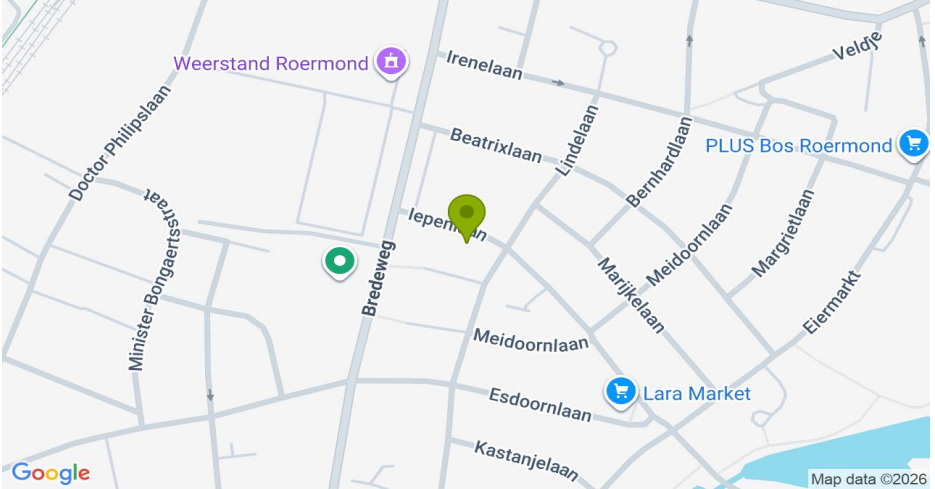 Irenelaan
Veldje
Weerstand Roermond
Doctor Philipslaan
Beatrixlaan
Lindelaan
Bernhardlaan
PLUS Bos Roermond
Minister Bongaertsstraat
Bredeweg
Marijkelaan
Meidoornlaan
Margrietlaan
Eiermarkt
Meidoornlaan
Esdoornlaan
Lara Market
Kastanjelaan
Google
Map data ©2026